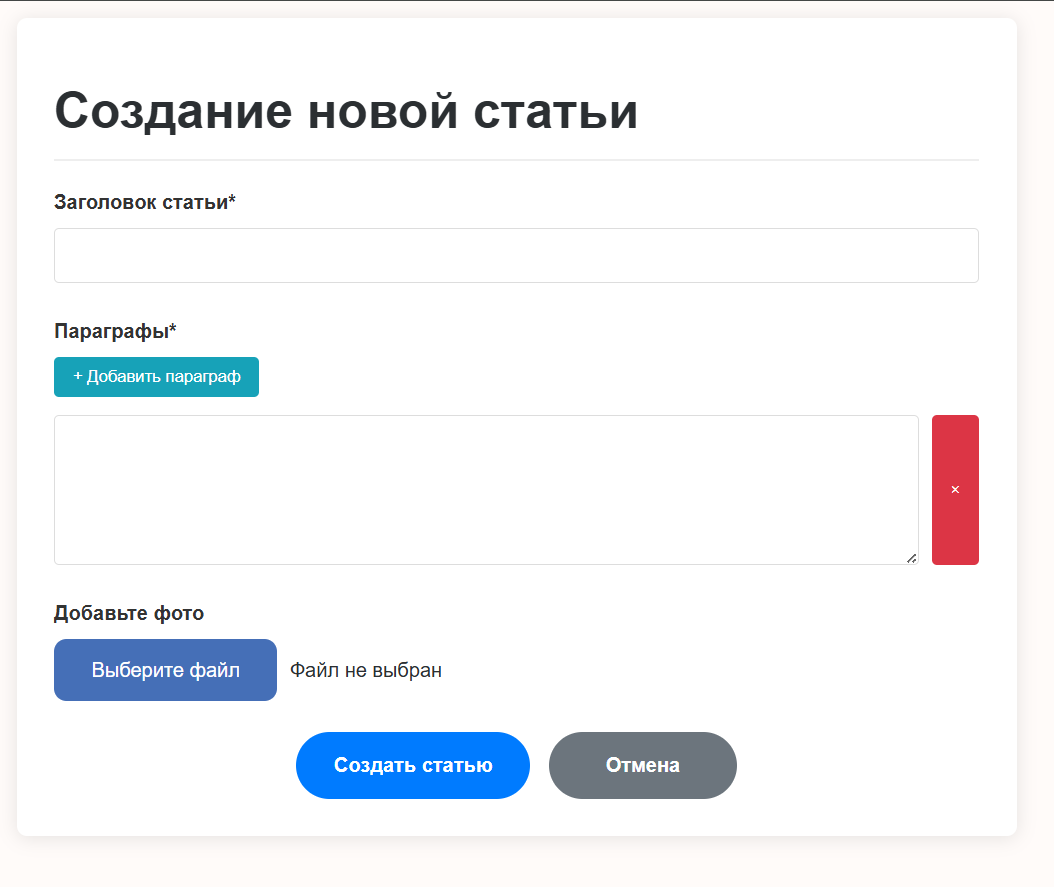 Создание новой статьи
Заголовок статьи*
Параграфы*
+ Добавить параграф
×
Добавьте фото
Выберите файл Файл не выбран
Создать статью Отмена